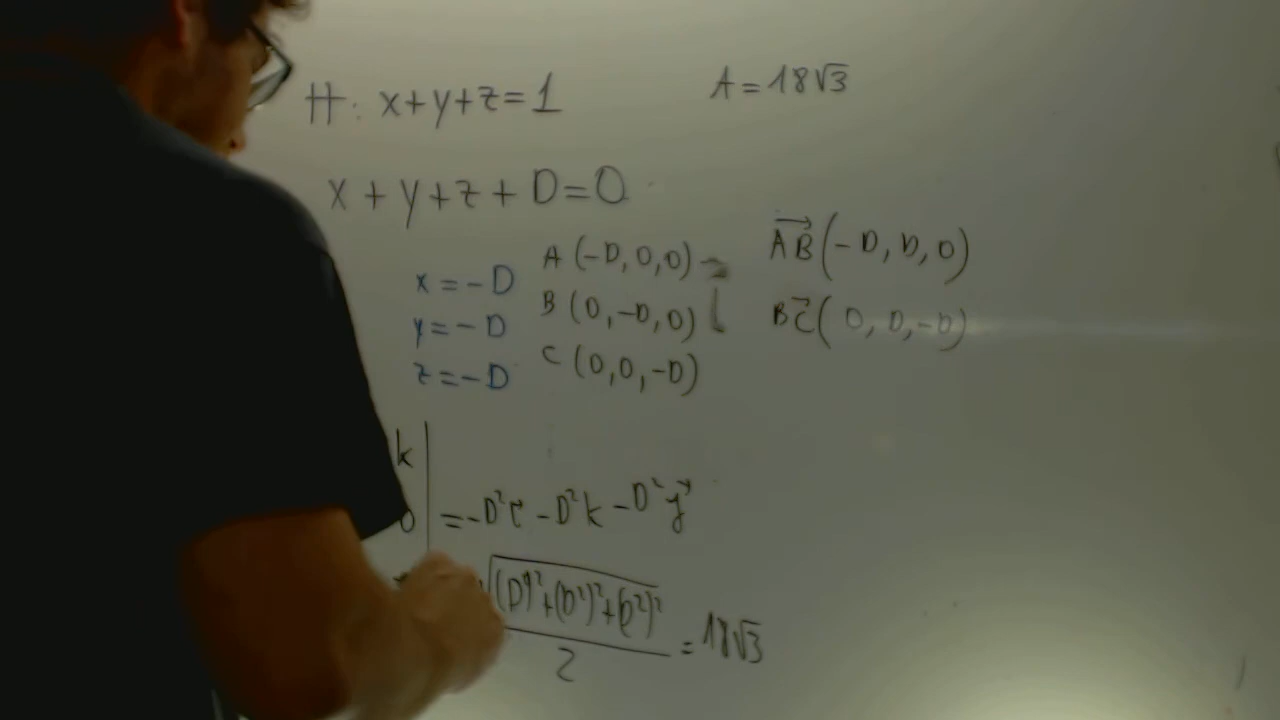 π: x+y+z=1
A=18√3
x+y+z+D=0
x=-D
y=-D
z=-D
A(-D,0,0)
B(0,-D,0)
C(0,0,-D)
AB(-D,D,0)
BC(0,D,-D)
k
0
=-D²i-D²k-D²j
√(D²)²+(D²)²+(D²)²
2
=18√3